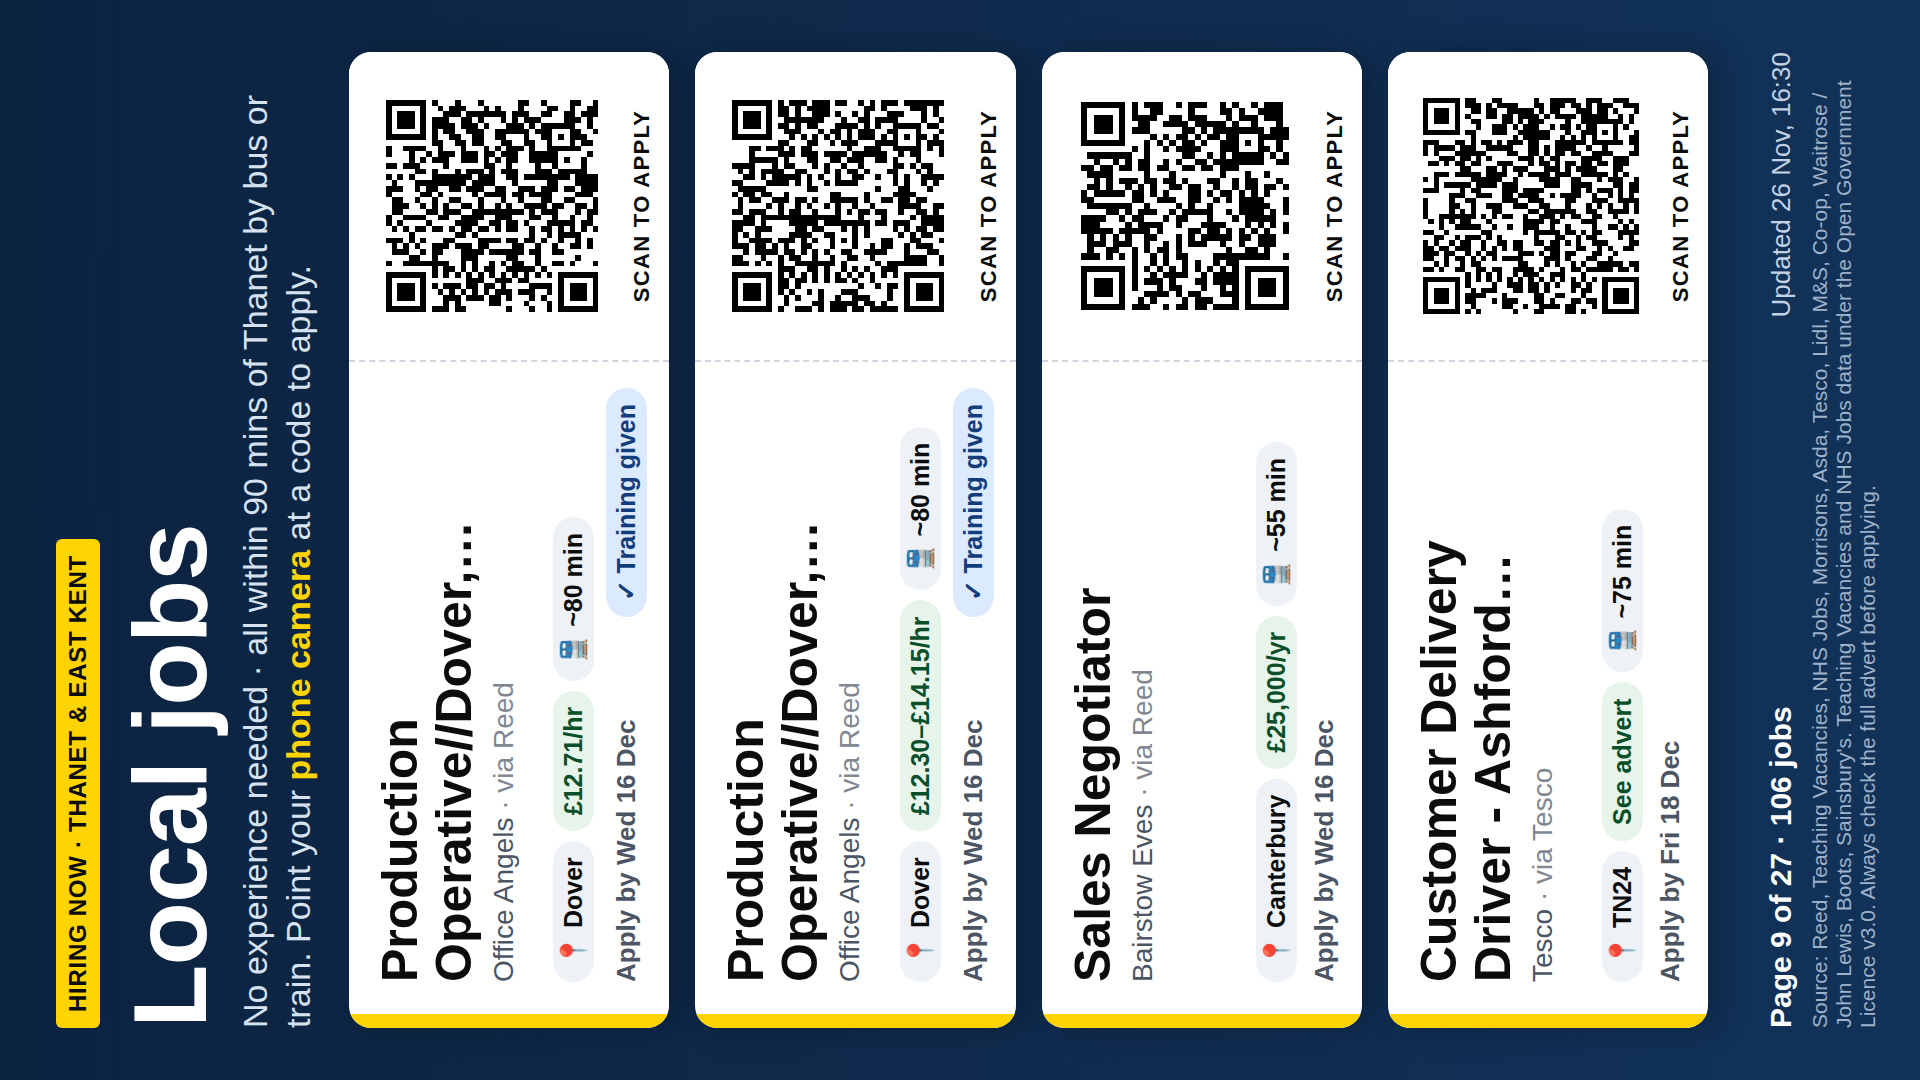 HIRING NOW · THANET & EAST KENT
Local jobs
No experience needed · all within 90 mins of Thanet by bus or
train. Point your phone camera at a code to apply.
Production
Operative//Dover,…
Office Angels · via Reed
Dover
£12.71/hr
~80 min
Apply by Wed 16 Dec
✓ Training given
SCAN TO APPLY
Production
Operative//Dover,…
Office Angels · via Reed
Dover
£12.30–£14.15/hr
~80 min
Apply by Wed 16 Dec
✓ Training given
SCAN TO APPLY
Sales Negotiator
Bairstow Eves · via Reed
Canterbury
£25,000/yr
~55 min
Apply by Wed 16 Dec
SCAN TO APPLY
Customer Delivery
Driver - Ashford…
Tesco · via Tesco
TN24
See advert
~75 min
Apply by Fri 18 Dec
SCAN TO APPLY
Page 9 of 27 · 106 jobs
Updated 26 Nov, 16:30
Source: Reed, Teaching Vacancies, NHS Jobs, Morrisons, Asda, Tesco, Lidl, M&S, Co-op, Waitrose /
John Lewis, Boots, Sainsbury's. Teaching Vacancies and NHS Jobs data under the Open Government
Licence v3.0. Always check the full advert before applying.